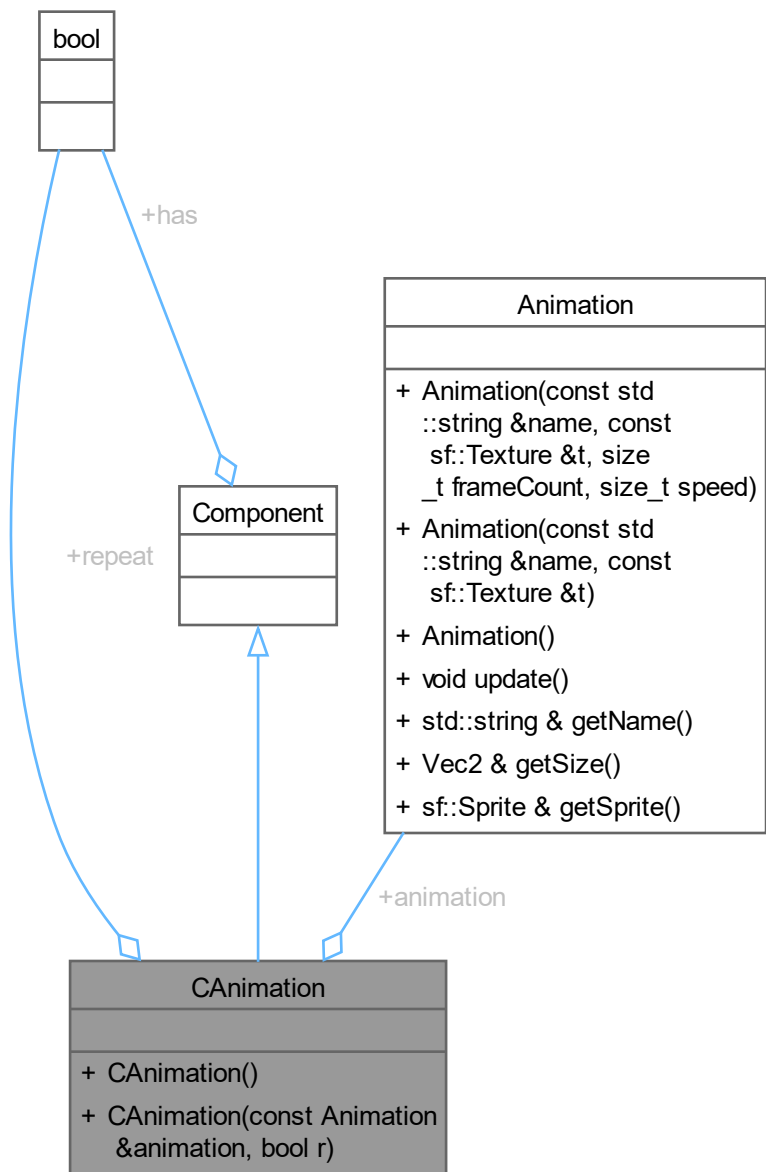 bool
+has
Animation
+ Animation(const std
::string &name, const
sf::Texture &t, size
_t frameCount, size_t speed)
+ Animation(const std
::string &name, const
sf::Texture &t)
+ Animation()
+ void update()
+ std::string & getName()
+ Vec2 & getSize()
+ sf::Sprite & getSprite()
Component
+repeat
+animation
CAnimation
+ CAnimation()
+ CAnimation(const Animation
&animation, bool r)